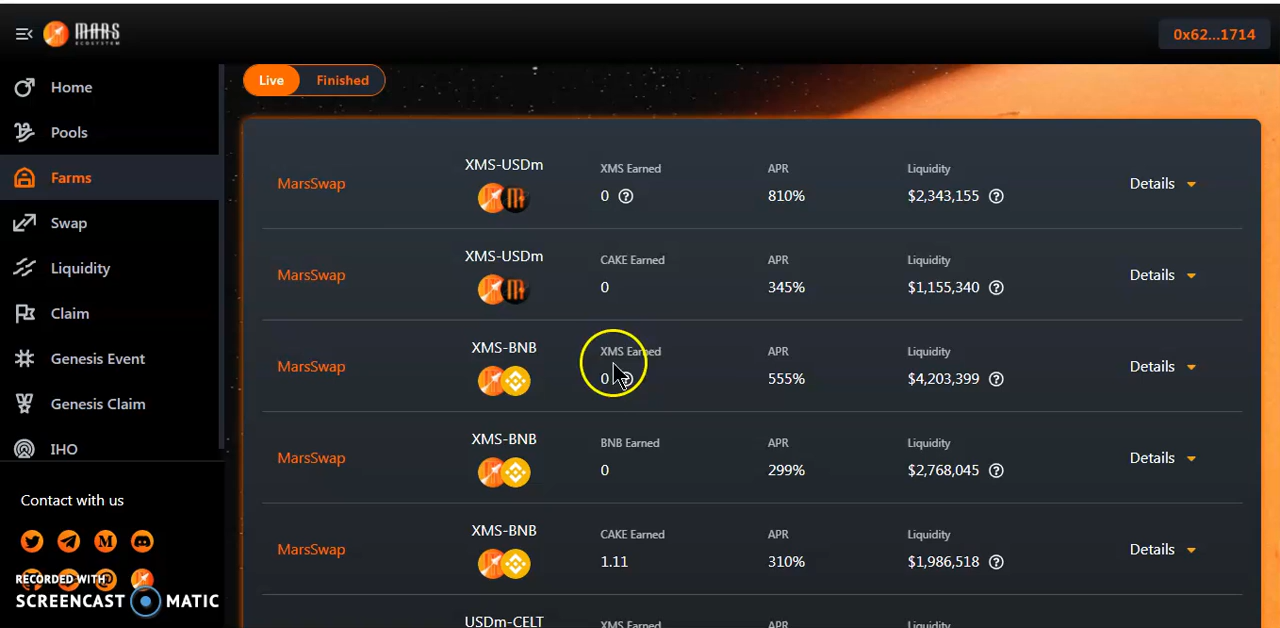 MARS
ECOSYSTEM
0x62...1714
Home
Pools
Farms
Swap
Liquidity
Claim
Genesis Event
Genesis Claim
IHO
Contact with us
RECORDED WITH
SCREENCAST MATIC
Live Finished
MarsSwap XMS-USDm XMS Earned 0 APR 810% Liquidity $2,343,155 Details
MarsSwap XMS-USDm CAKE Earned 0 APR 345% Liquidity $1,155,340 Details
MarsSwap XMS-BNB XMS Earned 0 APR 555% Liquidity $4,203,399 Details
MarsSwap XMS-BNB BNB Earned 0 APR 299% Liquidity $2,768,045 Details
MarsSwap XMS-BNB CAKE Earned 1.11 APR 310% Liquidity $1,986,518 Details
USDm-CELT XMS Earned APR Liquidity